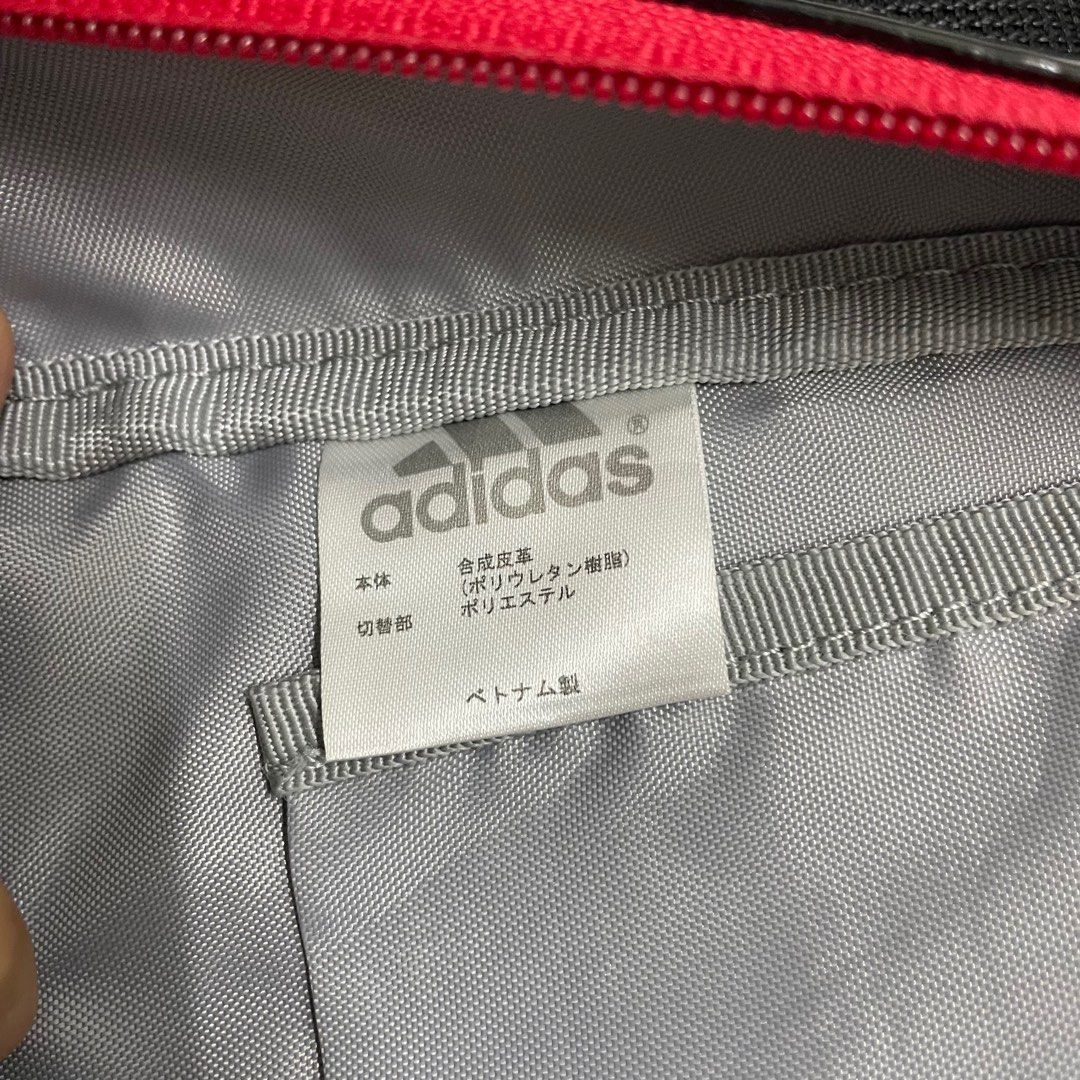 adidas®
本体 合成皮革
(ポリウレタン樹脂)
切替部 ポリエステル
ベトナム製